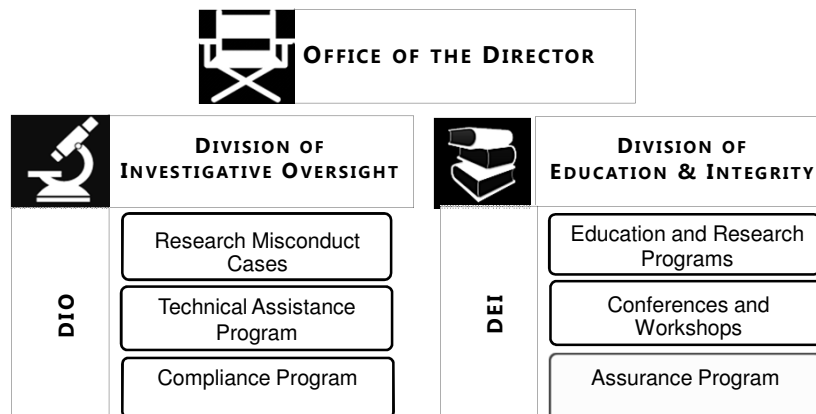 OFFICE OF THE DIRECTOR
DIVISION OF
INVESTIGATIVE OVERSIGHT
DIO
Research Misconduct
Cases
Technical Assistance
Program
Compliance Program
DIVISION OF
EDUCATION & INTEGRITY
DEI
Education and Research
Programs
Conferences and
Workshops
Assurance Program